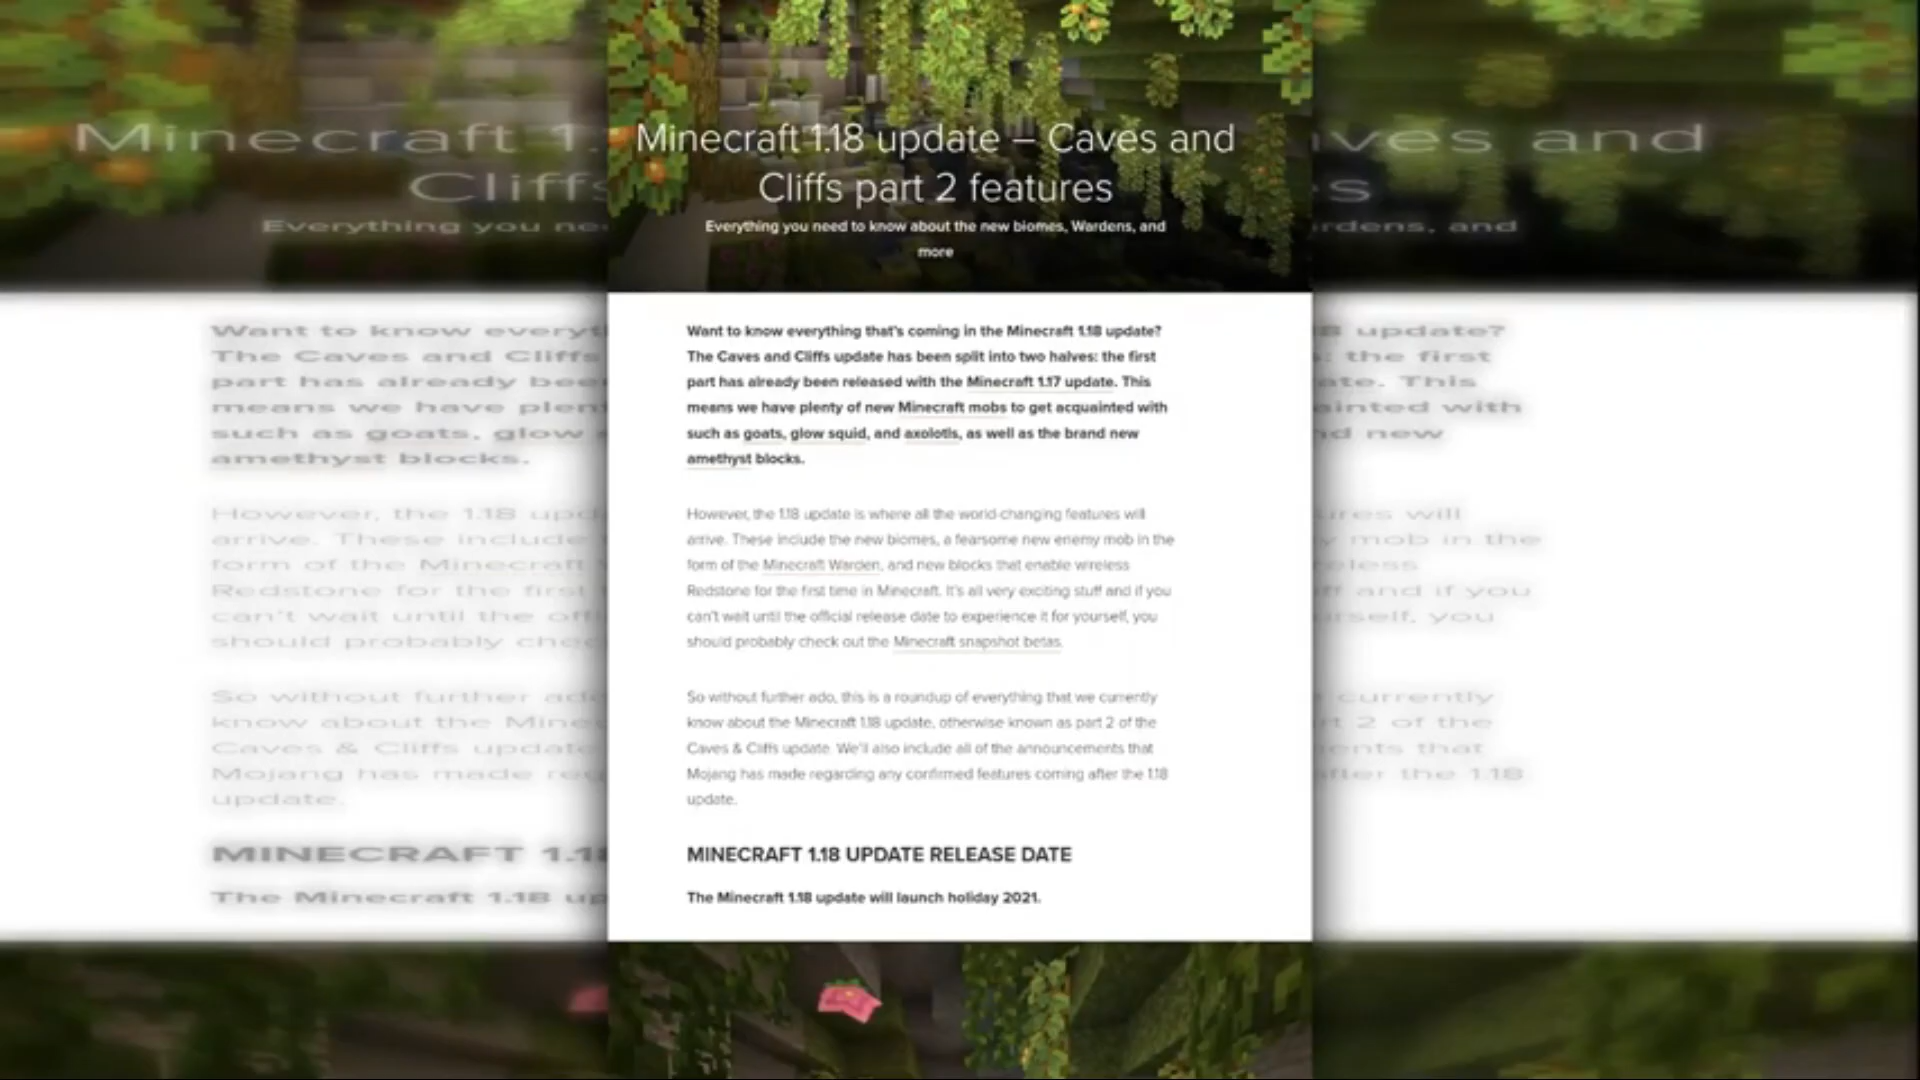 Minecraft 1.18 update – Caves and
Cliffs part 2 features
Everything you need to know about the new biomes, Wardens, and
more
Want to know everything that's coming in the Minecraft 1.18 update?
The Caves and Cliffs update has been split into two halves: the first
part has already been released with the Minecraft 1.17 update. This
means we have plenty of new Minecraft mobs to get acquainted with
such as goats, glow squid, and axolotls, as well as the brand new
amethyst blocks.
However, the 1.18 update is where all the world-changing features will
arrive. These include the new biomes, a fearsome new enemy mob in the
form of the Minecraft Warden, and new blocks that enable wireless
Redstone for the first time in Minecraft. It's all very exciting stuff and if you
can't wait until the official release date to experience it for yourself, you
should probably check out the Minecraft snapshot betas.
So without further ado, this is a roundup of everything that we currently
know about the Minecraft 1.18 update, otherwise known as part 2 of the
Caves & Cliffs update. We'll also include all of the announcements that
Mojang has made regarding any confirmed features coming after the 1.18
update.
MINECRAFT 1.18 UPDATE RELEASE DATE
The Minecraft 1.18 update will launch holiday 2021.